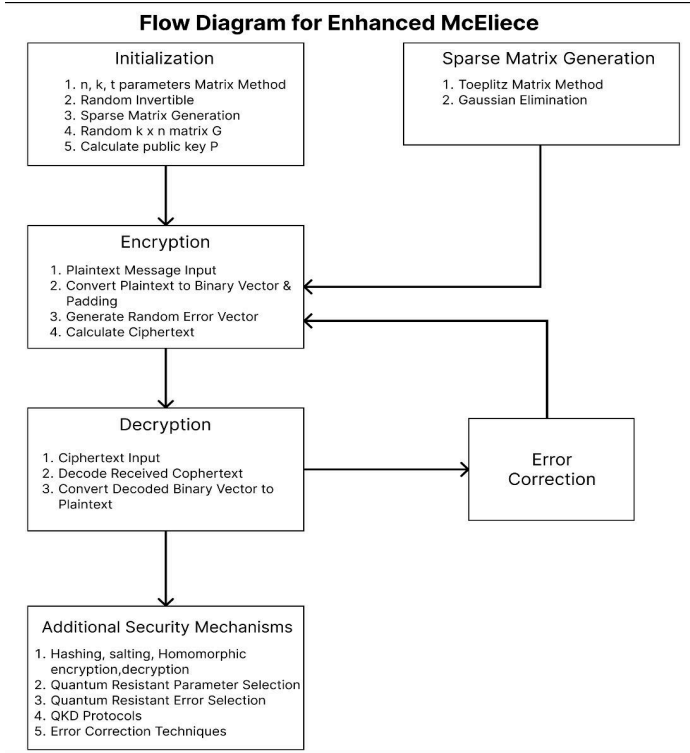 Flow Diagram for Enhanced McEliece
Initialization
1. n, k, t parameters Matrix Method
2. Random Invertible
3. Sparse Matrix Generation
4. Random k x n matrix G
5. Calculate public key P
Sparse Matrix Generation
1. Toeplitz Matrix Method
2. Gaussian Elimination
Encryption
1. Plaintext Message Input
2. Convert Plaintext to Binary Vector &
Padding
3. Generate Random Error Vector
4. Calculate Ciphertext
Decryption
1. Ciphertext Input
2. Decode Received Cophertext
3. Convert Decoded Binary Vector to
Plaintext
Error
Correction
Additional Security Mechanisms
1. Hashing, salting, Homomorphic
encryption,decryption
2. Quantum Resistant Parameter Selection
3. Quantum Resistant Error Selection
4. QKD Protocols
5. Error Correction Techniques